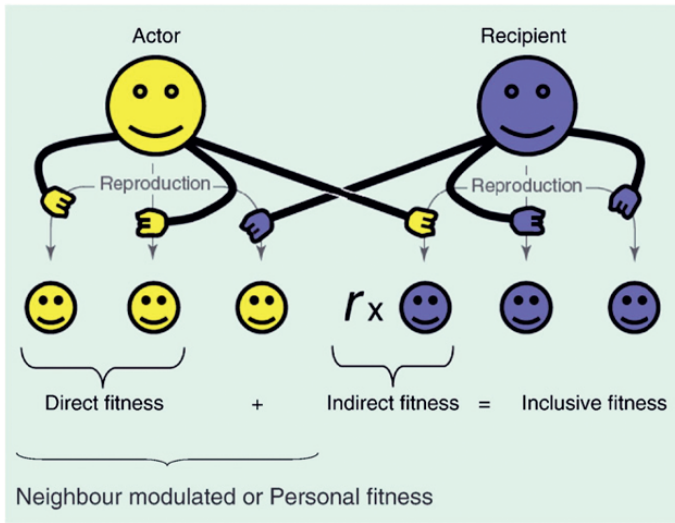 Actor Recipient
Reproduction Reproduction
r x
Direct fitness + Indirect fitness = Inclusive fitness
Neighbour modulated or Personal fitness